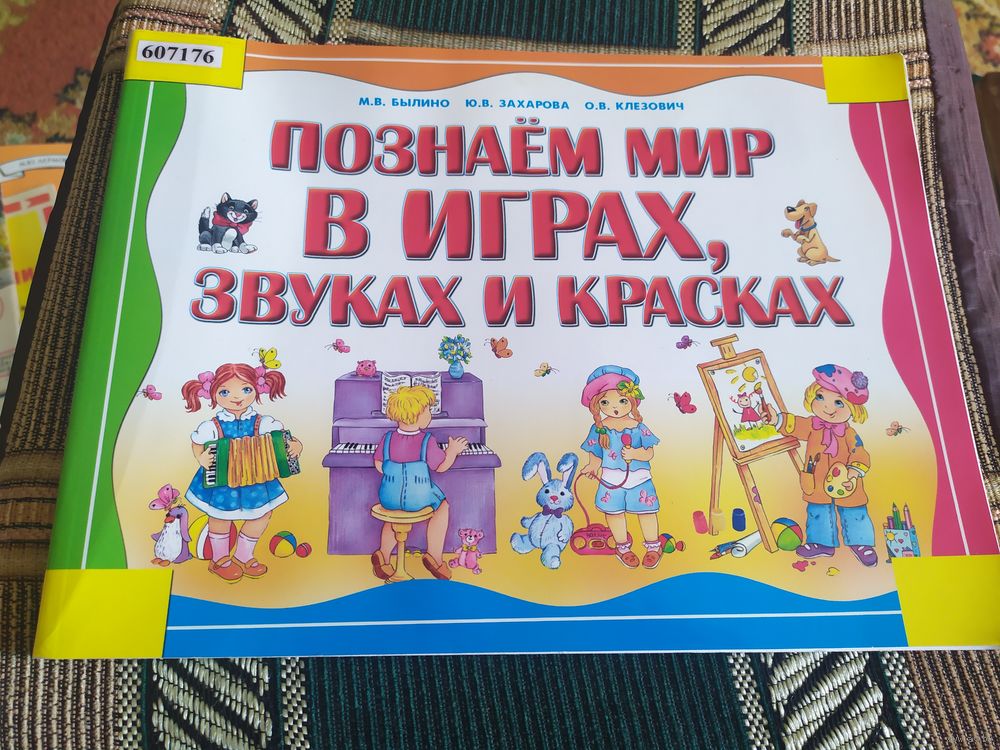 607176
М.В. БЫЛИНО Ю.В. ЗАХАРОВА О.В. КЛЕЗОВИЧ
ПОЗНАЁМ МИР
В ИГРАХ,
ЗВУКАХ И КРАСКАХ